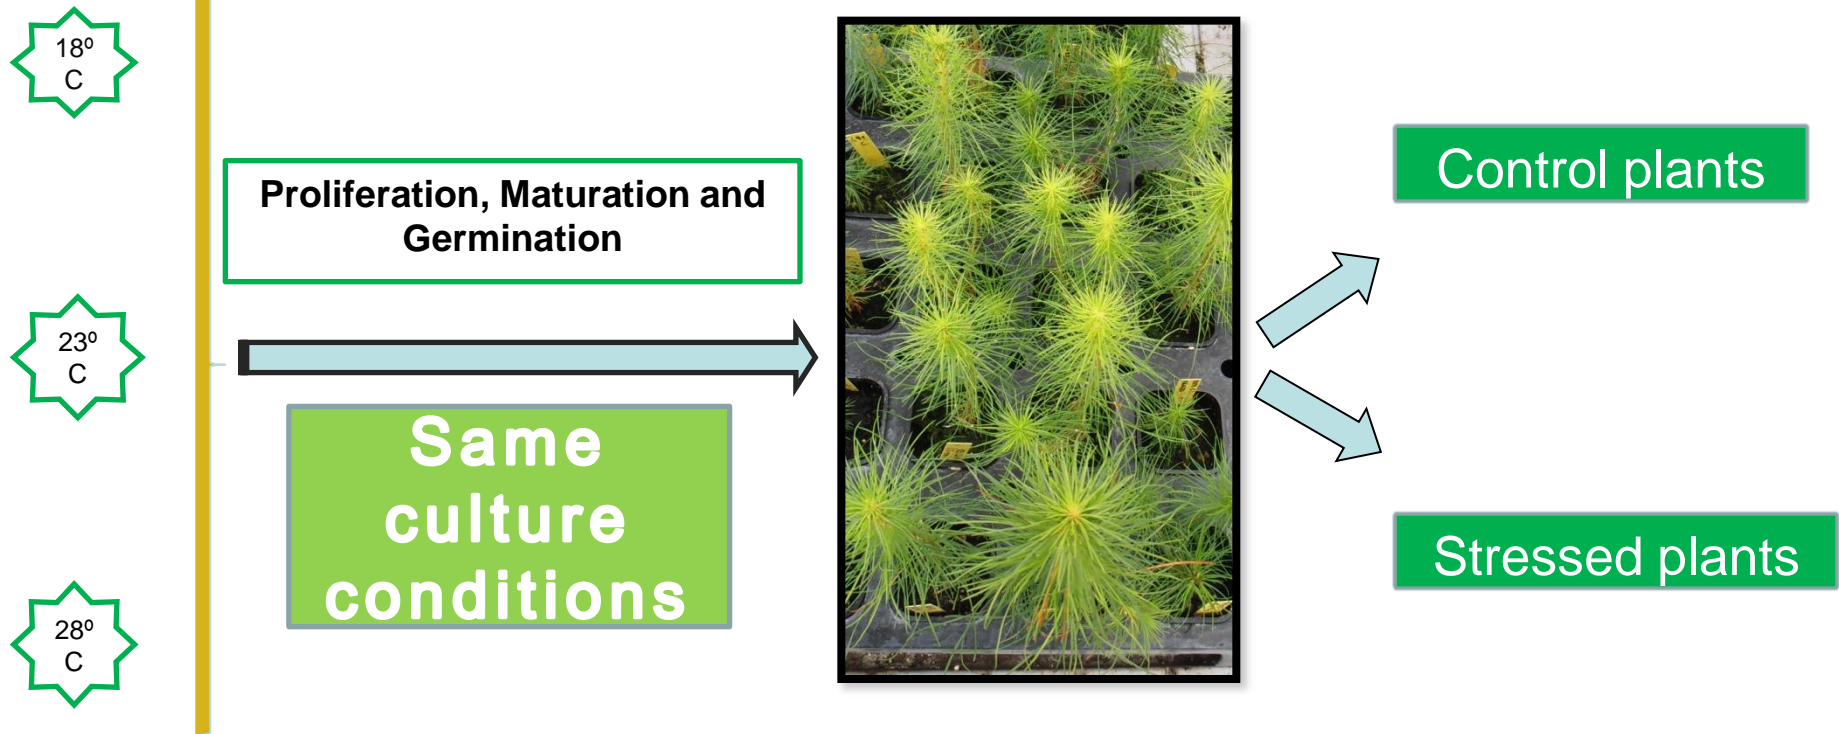 18º
C
23º
C
28º
C
Proliferation, Maturation and
Germination
Same
culture
conditions
Control plants
Stressed plants